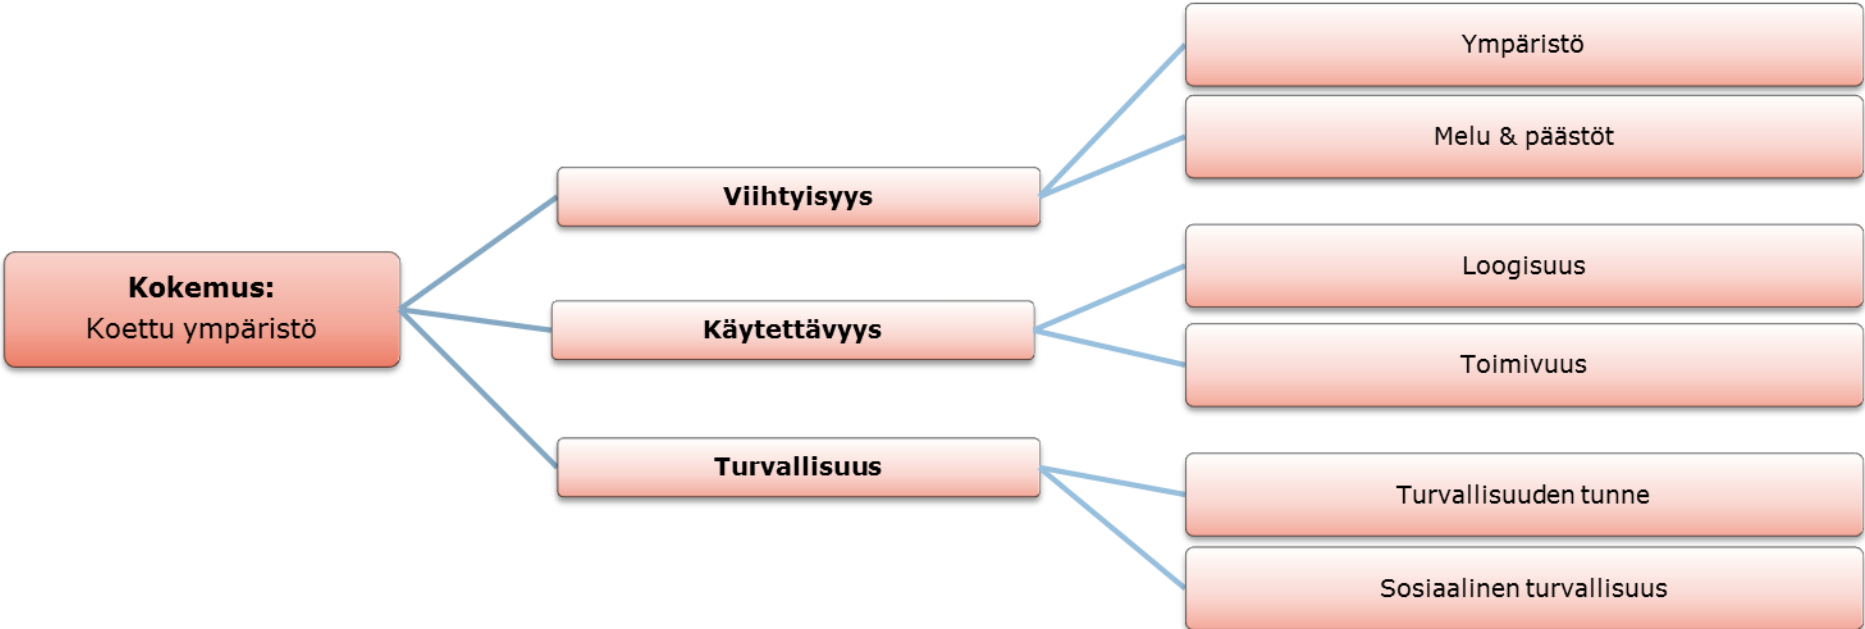 Kokemus:
Koettu ympäristö
Viihtyisyys
Ympäristö
Melu & päästöt
Käytettävyys
Loogisuus
Toimivuus
Turvallisuus
Turvallisuuden tunne
Sosiaalinen turvallisuus